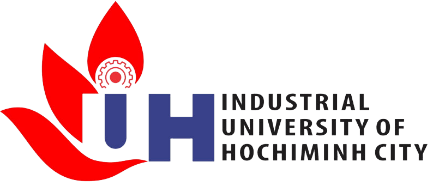 IUH
INDUSTRIAL
UNIVERSITY OF
HOCHIMINH CITY